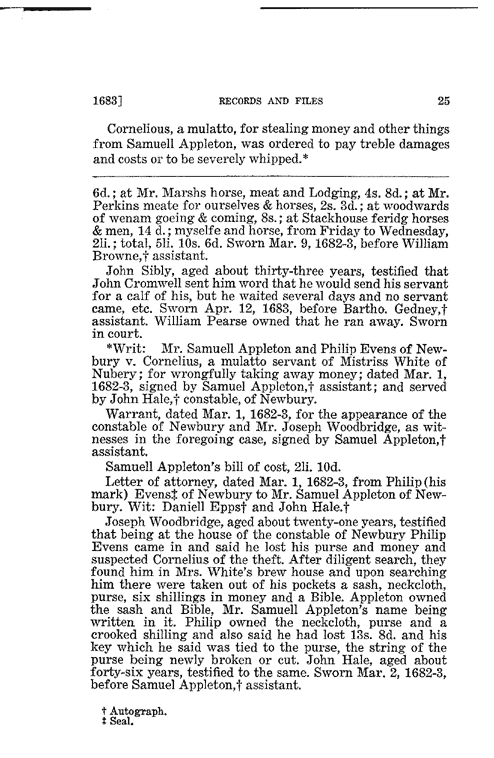 1683] RECORDS AND FILES 25
Cornelious, a mulatto, for stealing money and other things
from Samuell Appleton, was ordered to pay treble damages
and costs or to be severely whipped.*
6d.; at Mr. Marshs horse, meat and Lodging, 4s. 8d.; at Mr.
Perkins meate for ourselves & horses, 2s. 3d.; at woodwards
of wenam goeing & coming, 8s.; at Stackhouse feridg horses
& men, 14 d.; myselfe and horse, from Friday to Wednesday,
2li.; total, 5li. 10s. 6d. Sworn Mar. 9, 1682-3, before William
Browne,† assistant.
John Sibly, aged about thirty-three years, testified that
John Cromwell sent him word that he would send his servant
for a calf of his, but he waited several days and no servant
came, etc. Sworn Apr. 12, 1683, before Bartho. Gedney,†
assistant. William Pearse owned that he ran away. Sworn
in court.
*Writ: Mr. Samuell Appleton and Philip Evens of New-
bury v. Cornelius, a mulatto servant of Mistriss White of
Nubery; for wrongfully taking away money; dated Mar. 1,
1682-3, signed by Samuel Appleton,† assistant; and served
by John Hale,† constable, of Newbury.
Warrant, dated Mar. 1, 1682-3, for the appearance of the
constable of Newbury and Mr. Joseph Woodbridge, as wit-
nesses in the foregoing case, signed by Samuel Appleton,†
assistant.
Samuell Appleton's bill of cost, 2li. 10d.
Letter of attorney, dated Mar. 1, 1682-3, from Philip (his
mark) Evens‡ of Newbury to Mr. Samuel Appleton of New-
bury. Wit: Daniell Epps† and John Hale.†
Joseph Woodbridge, aged about twenty-one years, testified
that being at the house of the constable of Newbury Philip
Evens came in and said he lost his purse and money and
suspected Cornelius of the theft. After diligent search, they
found him in Mrs. White's brew house and upon searching
him there were taken out of his pockets a sash, neckcloth,
purse, six shillings in money and a Bible. Appleton owned
the sash and Bible, Mr. Samuell Appleton's name being
written in it. Philip owned the neckcloth, purse and a
crooked shilling and also said he had lost 13s. 8d. and his
key which he said was tied to the purse, the string of the
purse being newly broken or cut. John Hale, aged about
forty-six years, testified to the same. Sworn Mar. 2, 1682-3,
before Samuel Appleton,† assistant.
† Autograph.
‡ Seal.